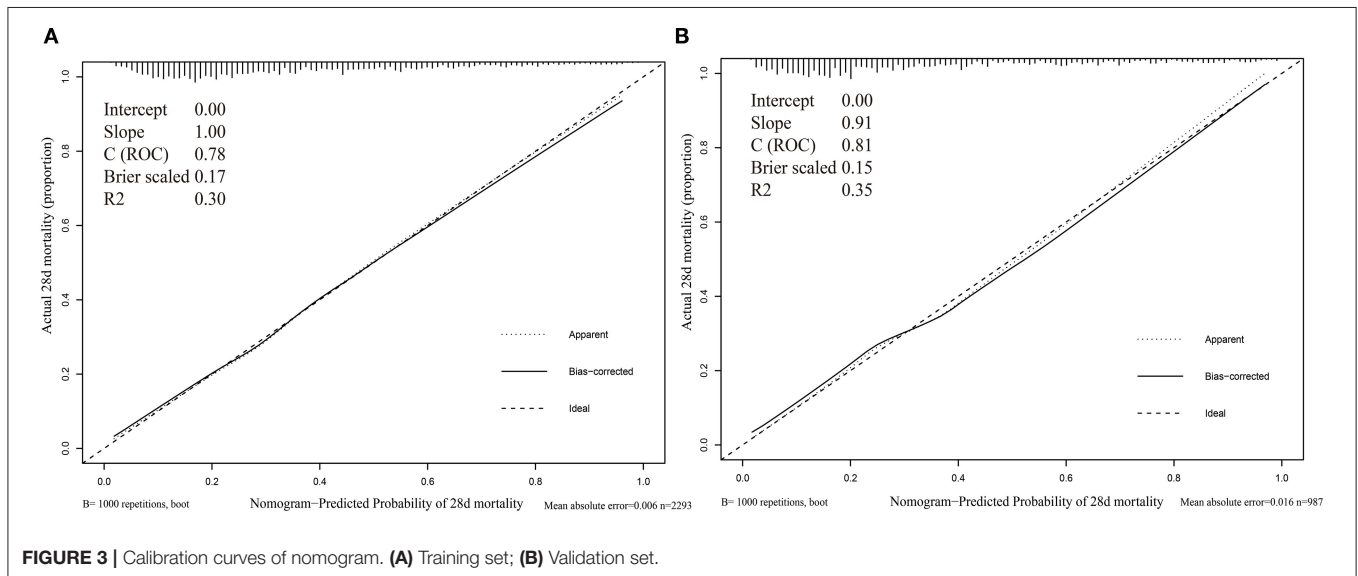 A
Actual 28d mortality (proportion)
1.0
0.8
0.6
0.4
0.2
0.0
Intercept 0.00
Slope 1.00
C (ROC) 0.78
Brier scaled 0.17
R2 0.30
Apparent
Bias−corrected
Ideal
0.0 0.2 0.4 0.6 0.8 1.0
B= 1000 repetitions, boot Nomogram−Predicted Probability of 28d mortality Mean absolute error=0.006 n=2293
B
Actual 28d mortality (proportion)
1.0
0.8
0.6
0.4
0.2
0.0
Intercept 0.00
Slope 0.91
C (ROC) 0.81
Brier scaled 0.15
R2 0.35
Apparent
Bias−corrected
Ideal
0.0 0.2 0.4 0.6 0.8 1.0
B= 1000 repetitions, boot Nomogram−Predicted Probability of 28d mortality Mean absolute error=0.016 n=987
FIGURE 3 | Calibration curves of nomogram. (A) Training set; (B) Validation set.